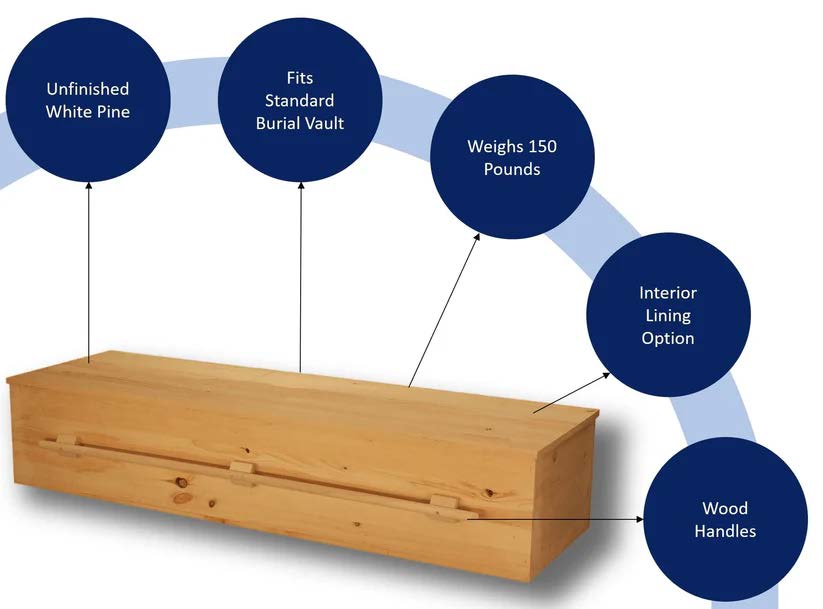 Unfinished
White Pine
Fits
Standard
Burial Vault
Weighs 150
Pounds
Interior
Lining
Option
Wood
Handles